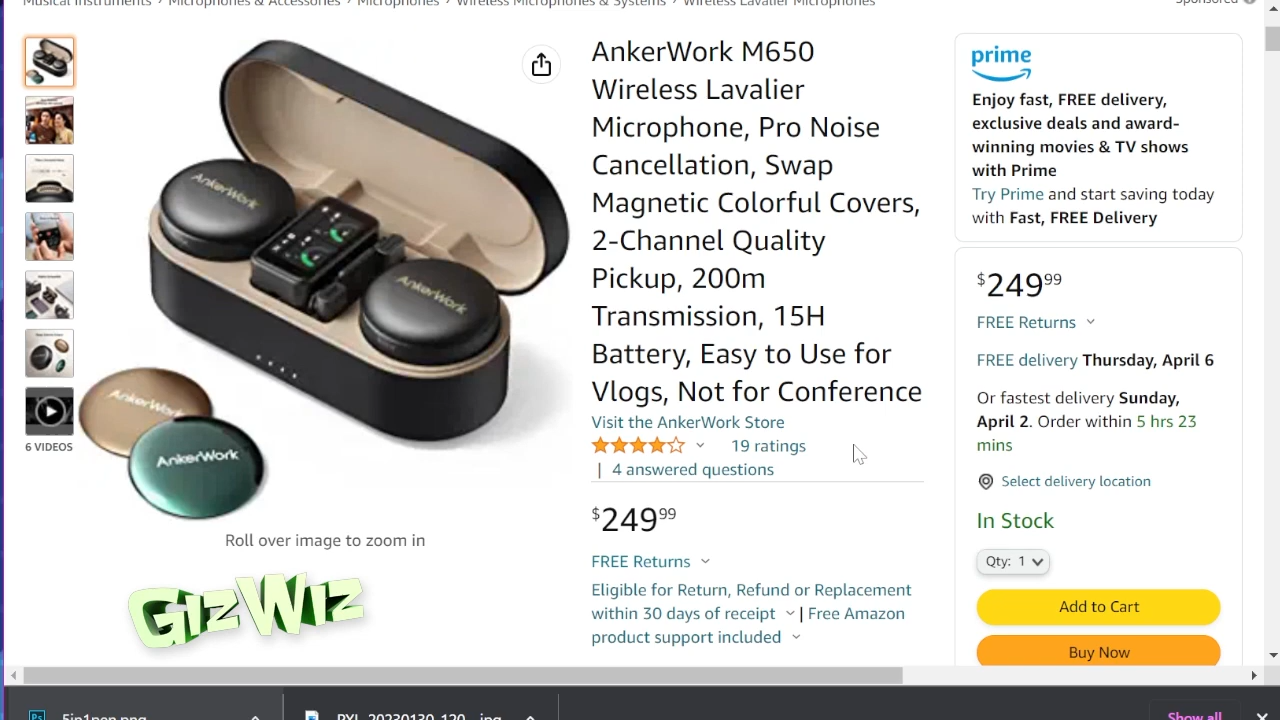 Musical Instruments › Microphones & Accessories › Microphones › Wireless Microphones & Systems › Wireless Lavalier Microphones
Sponsored
AnkerWork M650
Wireless Lavalier
Microphone, Pro Noise
Cancellation, Swap
Magnetic Colorful Covers,
2-Channel Quality
Pickup, 200m
Transmission, 15H
Battery, Easy to Use for
Vlogs, Not for Conference
Visit the AnkerWork Store
19 ratings
| 4 answered questions
$249.99
FREE Returns
Eligible for Return, Refund or Replacement
within 30 days of receipt | Free Amazon
product support included
AnkerWork
AnkerWork
AnkerWork
AnkerWork
6 VIDEOS
Roll over image to zoom in
GIZWIZ
prime
Enjoy fast, FREE delivery,
exclusive deals and award-
winning movies & TV shows
with Prime
Try Prime and start saving today
with Fast, FREE Delivery
$249.99
FREE Returns
FREE delivery Thursday, April 6
Or fastest delivery Sunday,
April 2. Order within 5 hrs 23
mins
Select delivery location
In Stock
Qty: 1
Add to Cart
Buy Now
Ps
5in1pen.png
PXL_20230130_120....jpg
Show all